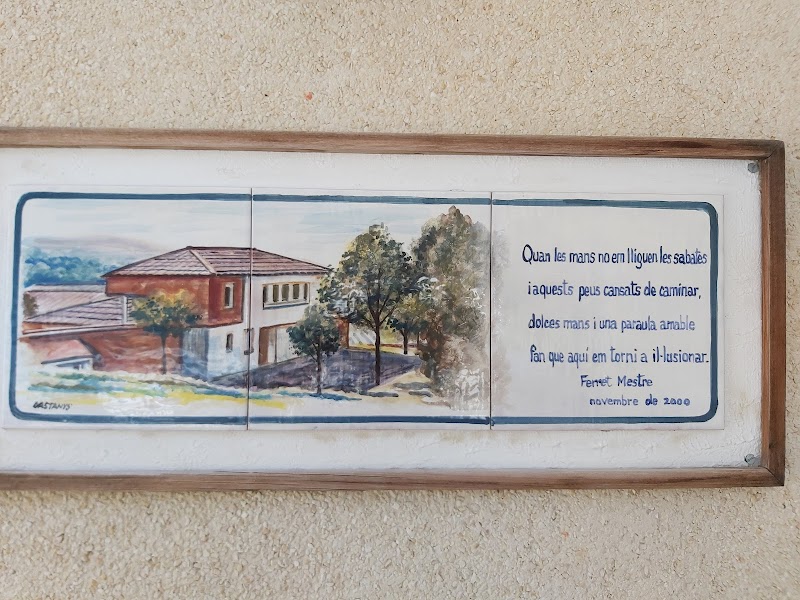 Quan les mans no em lliguen les sabates
i aquests peus cansats de caminar,
dolces mans i una paraula amable
fan que aquí em torni a il·lusionar.
Ferret Mestre
novembre de 2000
CASTANYS